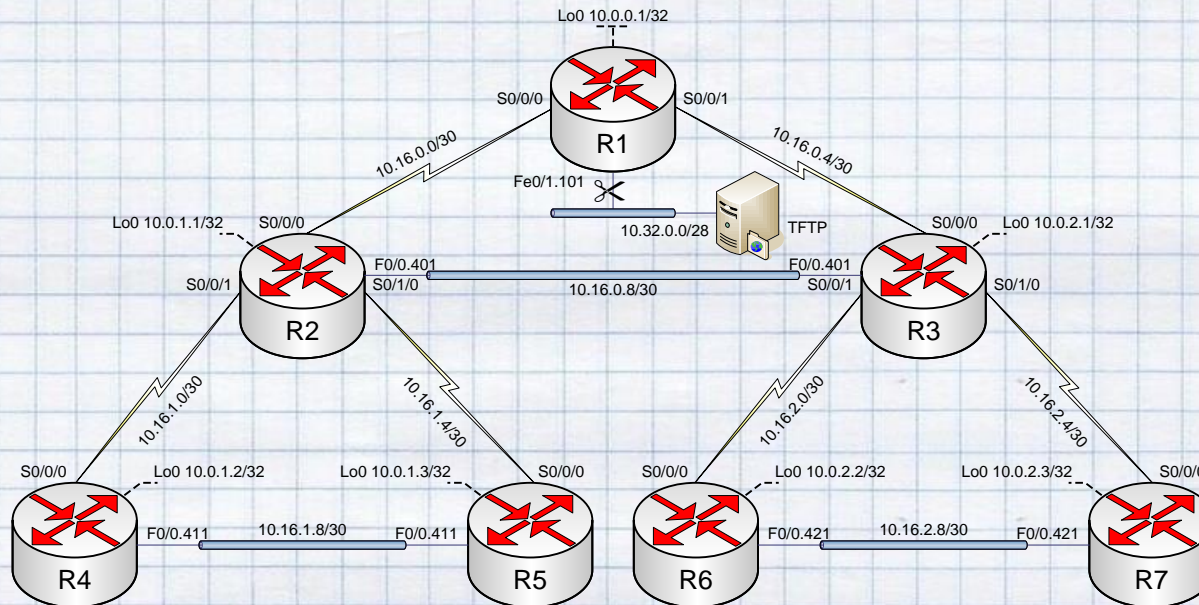 Lo0 10.0.0.1/32
S0/0/0
S0/0/1
R1
10.16.0.0/30
10.16.0.4/30
Fe0/1.101
TFTP
10.32.0.0/28
Lo0 10.0.1.1/32
S0/0/0
S0/0/0
Lo0 10.0.2.1/32
F0/0.401
F0/0.401
S0/0/1
S0/1/0
10.16.0.8/30
S0/0/1
S0/1/0
R2
R3
10.16.1.0/30
10.16.1.4/30
10.16.2.0/30
10.16.2.4/30
S0/0/0
Lo0 10.0.1.2/32
Lo0 10.0.1.3/32
S0/0/0
S0/0/0
Lo0 10.0.2.2/32
Lo0 10.0.2.3/32
S0/0/0
F0/0.411
10.16.1.8/30
F0/0.411
F0/0.421
10.16.2.8/30
F0/0.421
R4
R5
R6
R7